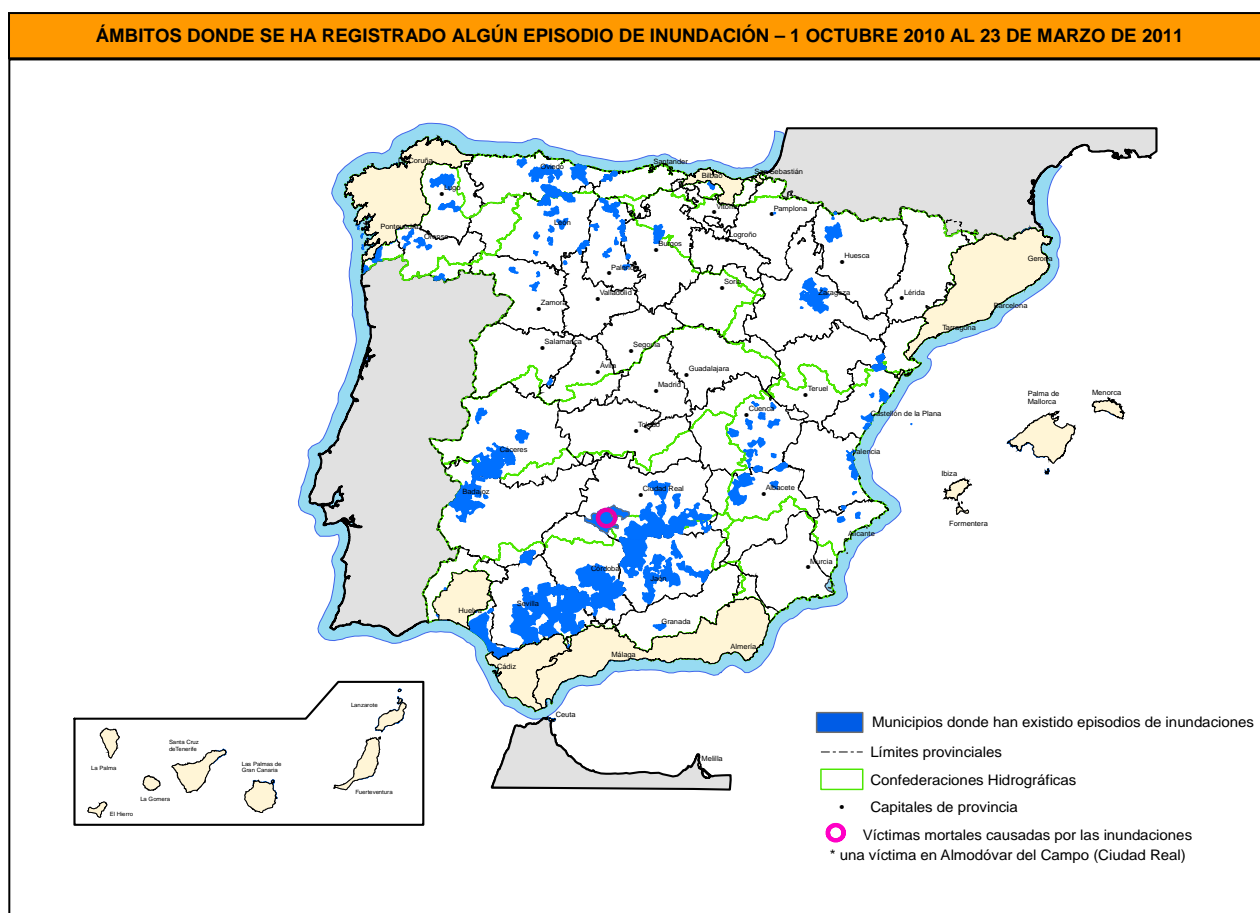 ÁMBITOS DONDE SE HA REGISTRADO ALGÚN EPISODIO DE INUNDACIÓN – 1 OCTUBRE 2010 AL 23 DE MARZO DE 2011
Coruña
Oviedo
Santander
Bilbao
San Sebastián
Lugo
Vitoria
Pamplona
Pontevedra
Orense
León
Logroño
Burgos
Huesca
Gerona
Palencia
Soria
Zaragoza
Lérida
Zamora
Valladolid
Barcelona
Tarragona
Salamanca
Segovia
Ávila
Guadalajara
Madrid
Teruel
Cuenca
Castellón de la Plana
Palma de
Mallorca
Menorca
Toledo
Cáceres
Valencia
Ibiza
Badajoz
Ciudad Real
Albacete
Formentera
Alicante
Córdoba
Jaén
Murcia
Sevilla
Huelva
Granada
Almería
Málaga
Cádiz
Ceuta
Melilla
Lanzarote
Santa Cruz
deTenerife
Las Palmas de
Gran Canaria
La Palma
La Gomera
Fuerteventura
El Hierro
Municipios donde han existido episodios de inundaciones
Límites provinciales
Confederaciones Hidrográficas
Capitales de provincia
Víctimas mortales causadas por las inundaciones
* una víctima en Almodóvar del Campo (Ciudad Real)